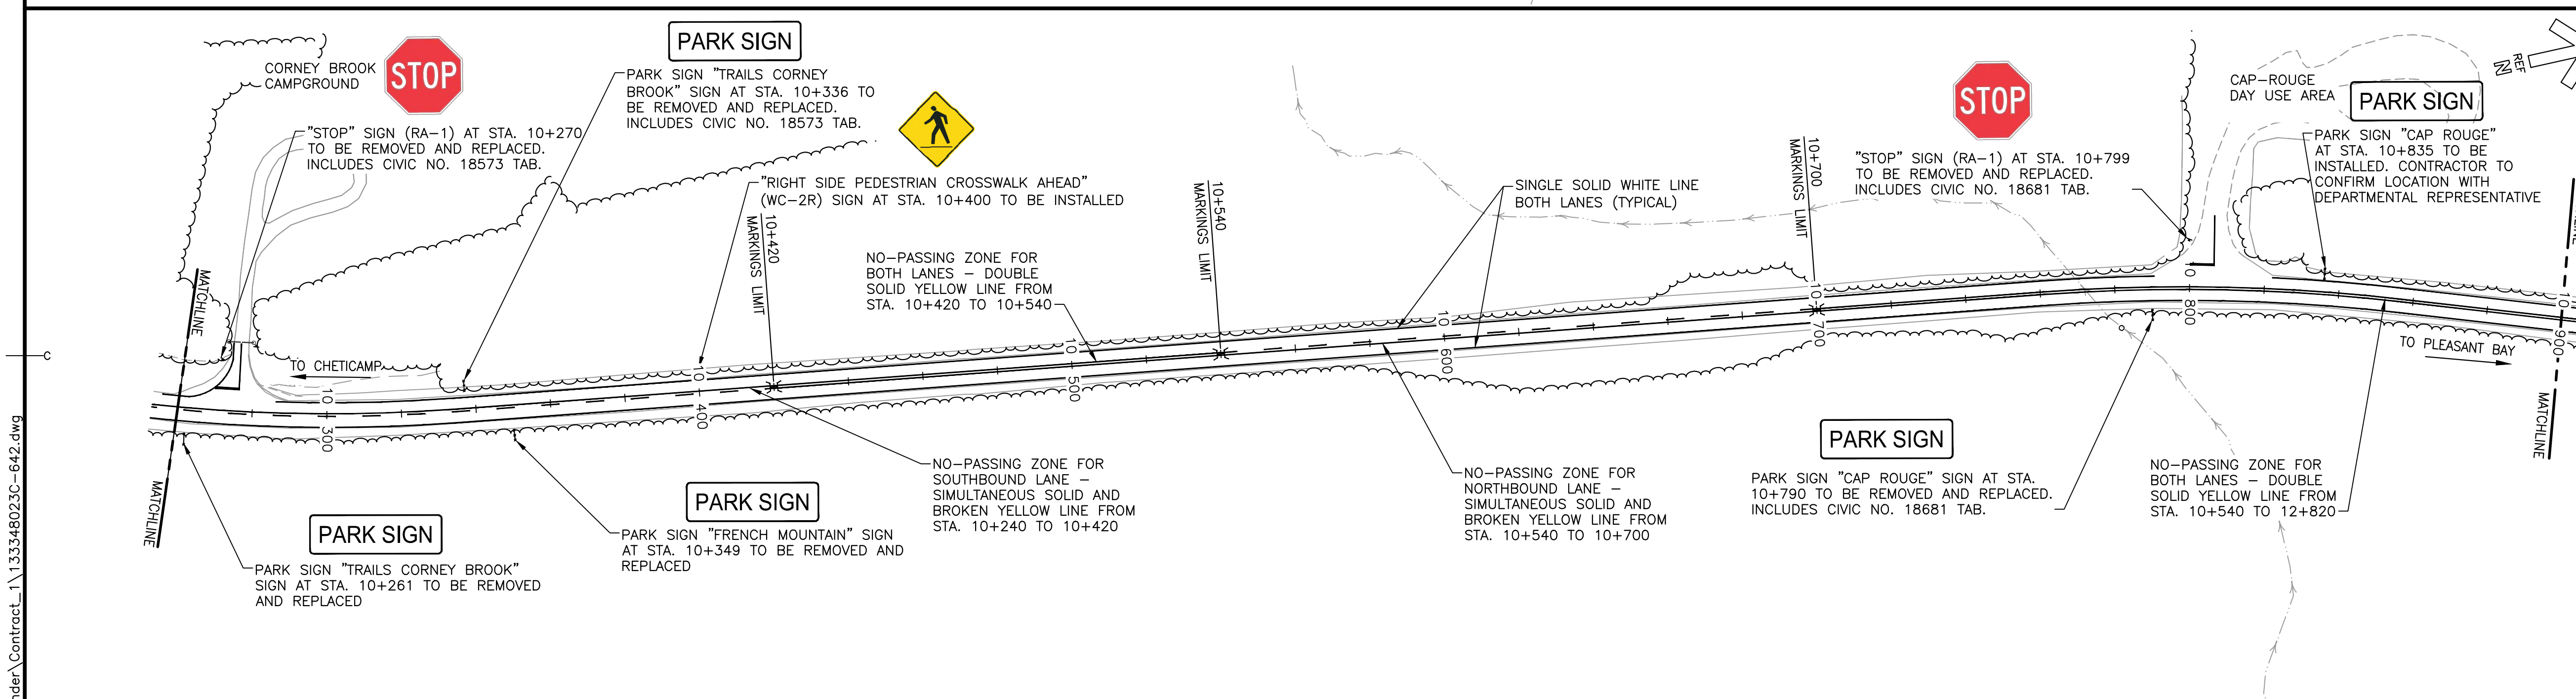 CORNEY BROOK
CAMPGROUND
STOP
"STOP" SIGN (RA-1) AT STA. 10+270
TO BE REMOVED AND REPLACED.
INCLUDES CIVIC NO. 18573 TAB.
PARK SIGN
PARK SIGN "TRAILS CORNEY
BROOK" SIGN AT STA. 10+336 TO
BE REMOVED AND REPLACED.
INCLUDES CIVIC NO. 18573 TAB.
"RIGHT SIDE PEDESTRIAN CROSSWALK AHEAD"
(WC-2R) SIGN AT STA. 10+400 TO BE INSTALLED
10+420
MARKINGS LIMIT
NO-PASSING ZONE FOR
BOTH LANES – DOUBLE
SOLID YELLOW LINE FROM
STA. 10+420 TO 10+540
10+540
MARKINGS LIMIT
SINGLE SOLID WHITE LINE
BOTH LANES (TYPICAL)
10+700
MARKINGS LIMIT
STOP
"STOP" SIGN (RA-1) AT STA. 10+799
TO BE REMOVED AND REPLACED.
INCLUDES CIVIC NO. 18681 TAB.
CAP-ROUGE
DAY USE AREA
PARK SIGN
PARK SIGN "CAP ROUGE"
AT STA. 10+835 TO BE
INSTALLED. CONTRACTOR TO
CONFIRM LOCATION WITH
DEPARTMENTAL REPRESENTATIVE
REF
N
MATCHLINE
TO CHETICAMP
C
10
300
10
400
10
500
10
600
10
700
10
800
10
900
TO PLEASANT BAY
MATCHLINE
MATCHLINE
PARK SIGN
PARK SIGN "TRAILS CORNEY BROOK"
SIGN AT STA. 10+261 TO BE REMOVED
AND REPLACED
PARK SIGN
PARK SIGN "FRENCH MOUNTAIN" SIGN
AT STA. 10+349 TO BE REMOVED AND
REPLACED
NO-PASSING ZONE FOR
SOUTHBOUND LANE –
SIMULTANEOUS SOLID AND
BROKEN YELLOW LINE FROM
STA. 10+240 TO 10+420
NO-PASSING ZONE FOR
NORTHBOUND LANE –
SIMULTANEOUS SOLID AND
BROKEN YELLOW LINE FROM
STA. 10+540 TO 10+700
PARK SIGN
PARK SIGN "CAP ROUGE" SIGN AT STA.
10+790 TO BE REMOVED AND REPLACED.
INCLUDES CIVIC NO. 18681 TAB.
NO-PASSING ZONE FOR
BOTH LANES – DOUBLE
SOLID YELLOW LINE FROM
STA. 10+540 TO 12+820
nder\Contract_1\133348023C-642.dwg